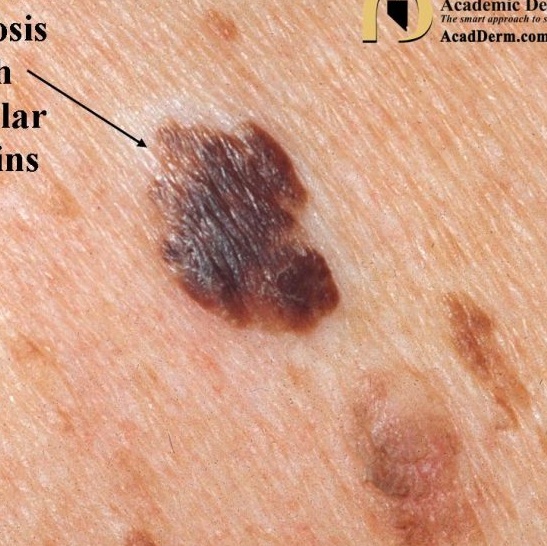 osis
h
lar
ins
Academic De
The smart approach to s
AcadDerm.com